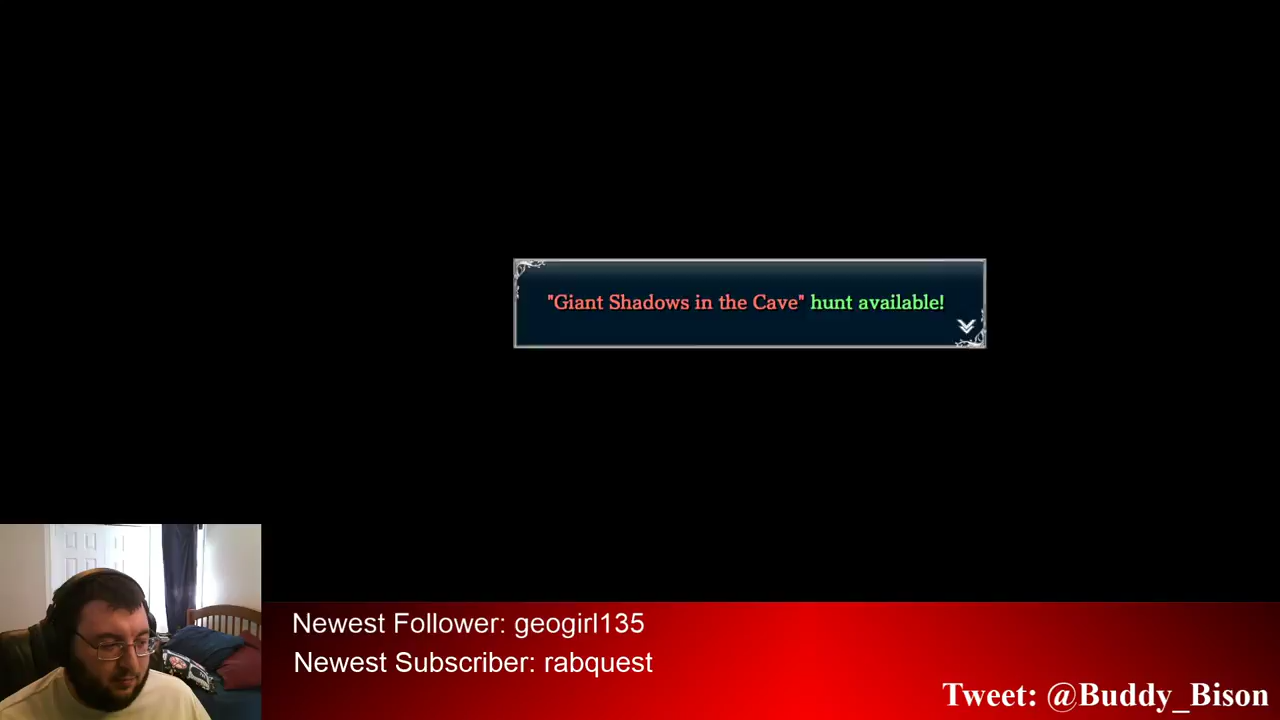 "Giant Shadows in the Cave" hunt available!
Newest Follower: geogirl135
Newest Subscriber: rabquest
Tweet: @Buddy_Bison